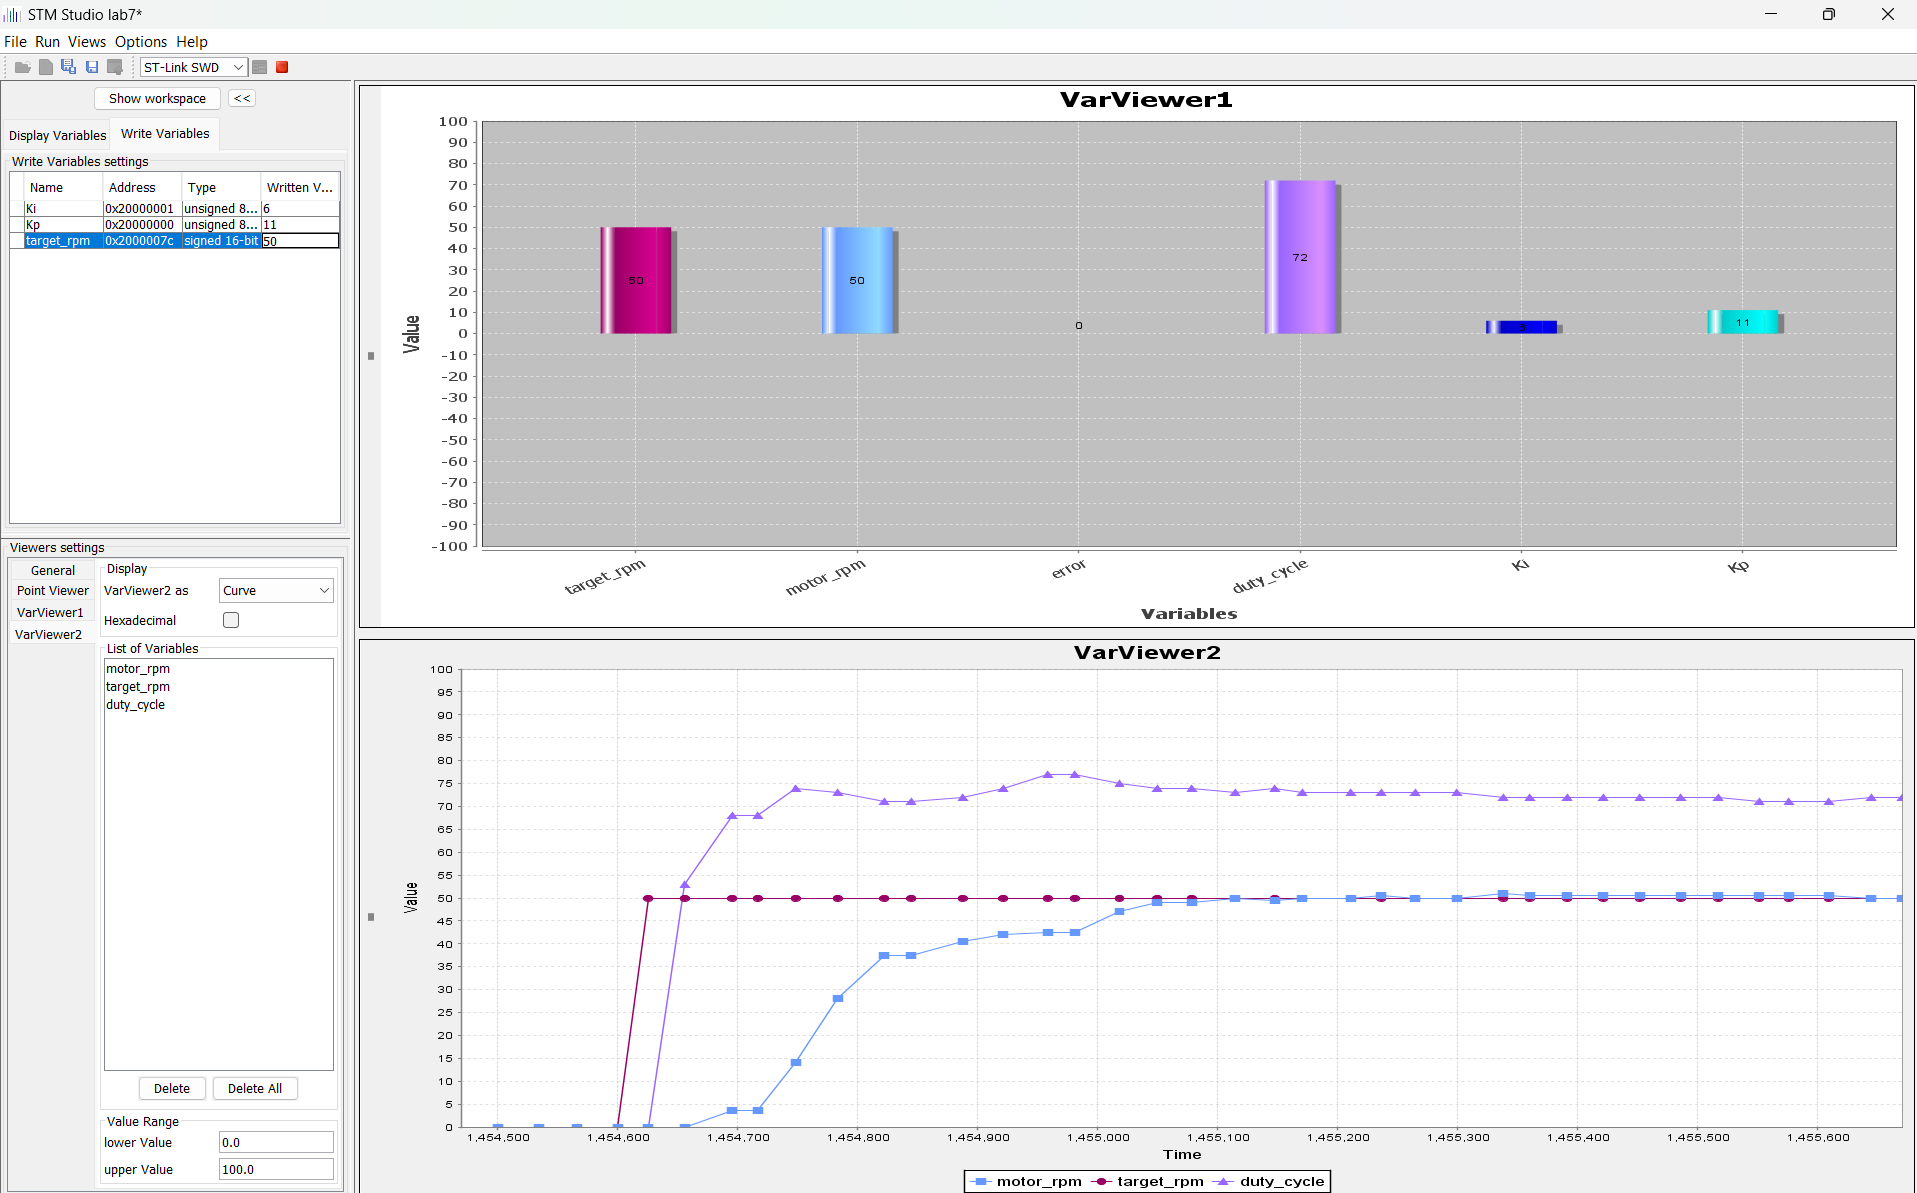 STM Studio lab7*
File Run Views Options Help
ST-Link SWD
Show workspace <<
Display Variables Write Variables
Write Variables settings
Name Address Type Written V...
Ki 0x20000001 unsigned 8... 6
Kp 0x20000000 unsigned 8... 11
target_rpm 0x2000007c signed 16-bit 50
Viewers settings
General
Point Viewer
VarViewer1
VarViewer2
Display
VarViewer2 as Curve
Hexadecimal
List of Variables
motor_rpm
target_rpm
duty_cycle
Delete Delete All
Value Range
lower Value 0.0
upper Value 100.0
VarViewer1
100
90
80
70
60
50
40
30
20
10
0
-10
-20
-30
-40
-50
-60
-70
-80
-90
-100
Value
50 50 0 72 6 11
target_rpm motor_rpm error duty_cycle Ki Kp
Variables
VarViewer2
100
95
90
85
80
75
70
65
60
55
50
45
40
35
30
25
20
15
10
5
0
Value
1,454,500 1,454,600 1,454,700 1,454,800 1,454,900 1,455,000 1,455,100 1,455,200 1,455,300 1,455,400 1,455,500 1,455,600
Time
motor_rpm target_rpm duty_cycle